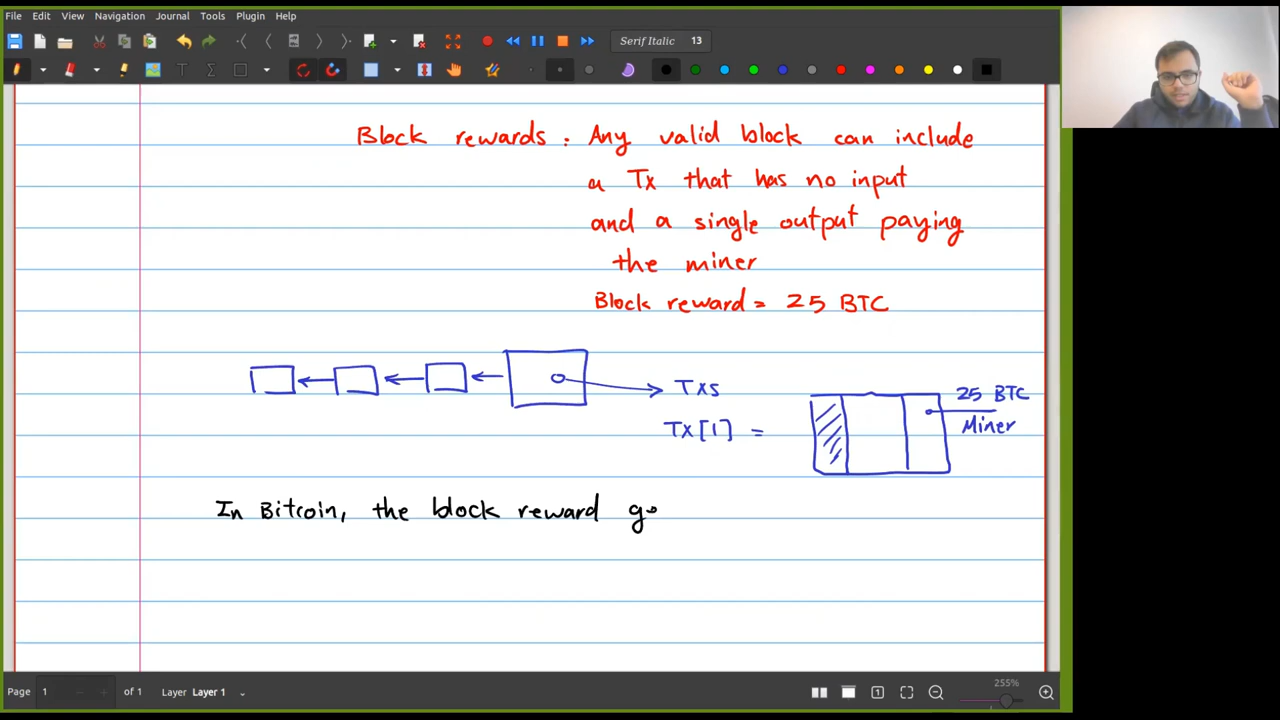 File Edit View Navigation Journal Tools Plugin Help
Serif Italic 13
Block rewards : Any valid block can include
a Tx that has no input
and a single output paying
the miner
Block reward = 25 BTC
TXs
TX[1] =
25 BTC
Miner
In Bitcoin, the block reward go
Page 1 of 1 Layer Layer 1
255%